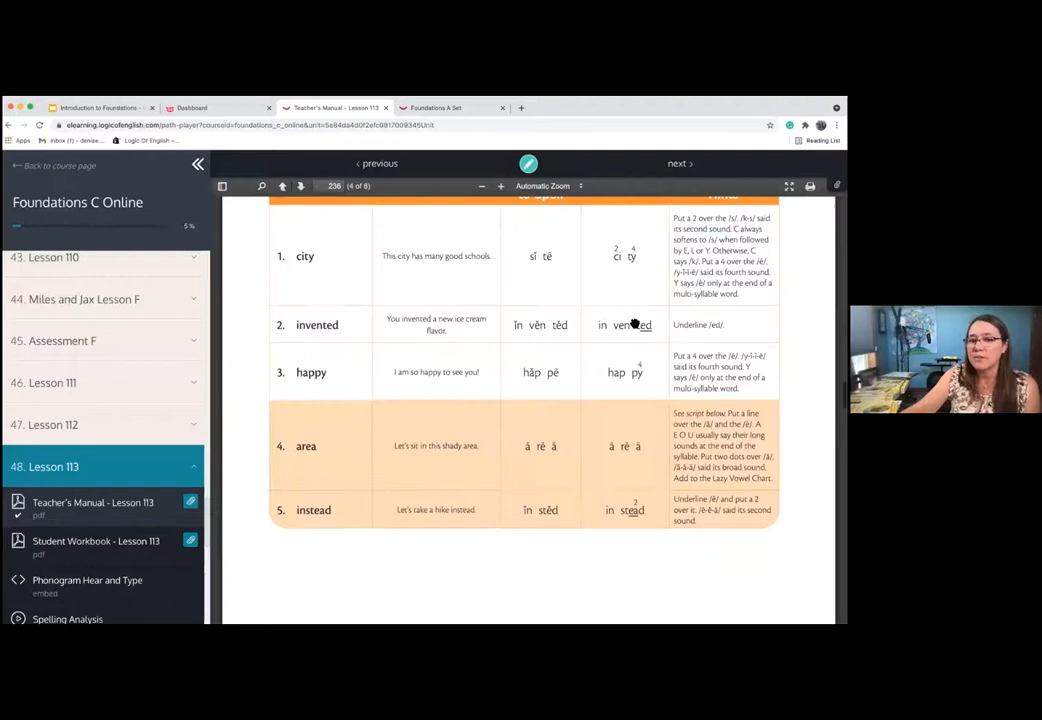 Introduction to Foundations -
Dashboard
Teacher's Manual - Lesson 113
Foundations A Set
elearning.logicofenglish.com/path-player?courseid=foundations_c_online&unit=5e84da4d0f2efc0817009345Unit
Apps
Inbox (1) - denise....
Logic Of English -...
Reading List
Back to course page
previous
next
236 (4 of 8)
Automatic Zoom
Foundations C Online
5 %
43. Lesson 110
44. Miles and Jax Lesson F
45. Assessment F
46. Lesson 111
47. Lesson 112
48. Lesson 113
Teacher's Manual - Lesson 113
pdf
Student Workbook - Lesson 113
pdf
Phonogram Hear and Type
embed
Spelling Analysis
1. city
This city has many good schools.
sĭ tē
2 4
ci ty
Put a 2 over the /s/. /k-s/ said
its second sound. C always
softens to /s/ when followed
by E, I, or Y. Otherwise, C
says /k/. Put a 4 over the /ē/.
/y-ĭ-ī-ē/ said its fourth sound.
Y says /ē/ only at the end of a
multi-syllable word.
2. invented
You invented a new ice cream
flavor.
ĭn vĕn tĕd
in ven ed
Underline /ed/.
3. happy
I am so happy to see you!
hăp pē
4
hap py
Put a 4 over the /ē/.
/y-ĭ-ī-ē/
said its fourth sound. Y
says /ē/ only at the end of a
multi-syllable word.
4. area
Let's sit in this shady area.
ā rē ä
ā rē ä
See script below. Put a line
over the /ā/ and the /ē/. A
E O U usually say their long
sounds at the end of the
syllable. Put two dots over /ä/.
/ă-ā-ä/ said its broad sound.
Add to the Lazy Vowel Chart.
5. instead
Let's take a hike instead.
ĭn stĕd
2
in stead
Underline /ĕ/ and put a 2
over it. /ē-ĕ-ā/ said its second
sound.